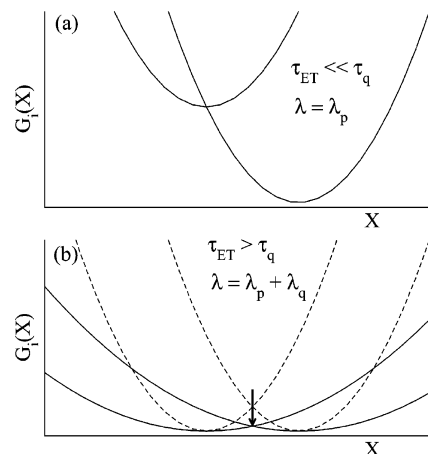 (a)
τ_ET << τ_q
λ = λ_p
G_i(X)
X
(b)
τ_ET > τ_q
λ = λ_p + λ_q
G_i(X)
X